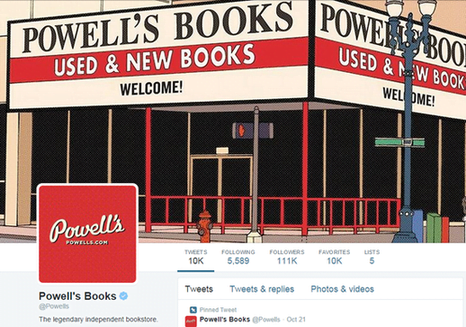 POWELL'S BOOKS
USED & NEW BOOKS
WELCOME!
POWELL'S BOO
USED & NEW BOOK
WELCOME!
Powell's
POWELLS.COM
TWEETS FOLLOWING FOLLOWERS FAVORITES LISTS
10K 5,589 111K 10K 5
Powell's Books
@Powells
The legendary independent bookstore.
Tweets Tweets & replies Photos & videos
Pinned Tweet
Powell's Books @Powells · Oct 21